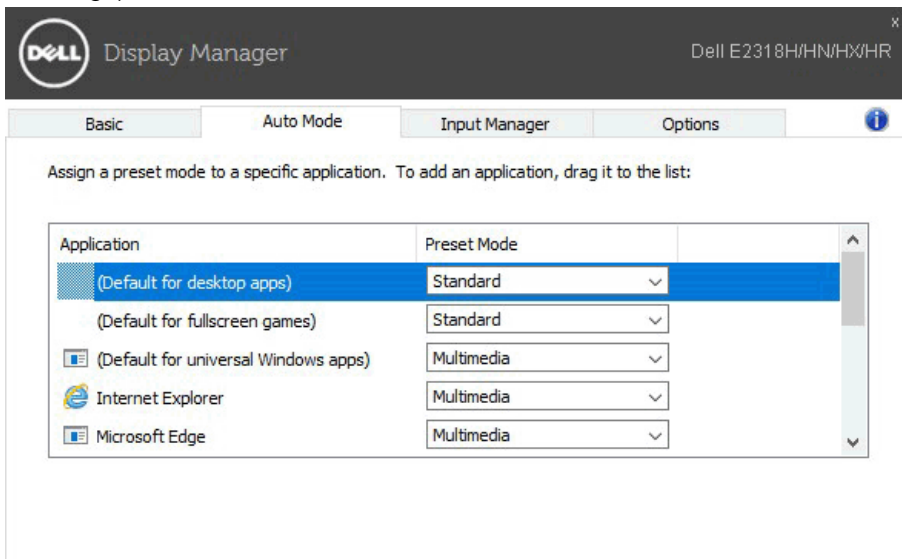 x
DELL Display Manager Dell E2318H/HN/HX/HR
Basic Auto Mode Input Manager Options i
Assign a preset mode to a specific application. To add an application, drag it to the list:
Application Preset Mode
(Default for desktop apps) Standard
(Default for fullscreen games) Standard
(Default for universal Windows apps) Multimedia
Internet Explorer Multimedia
Microsoft Edge Multimedia